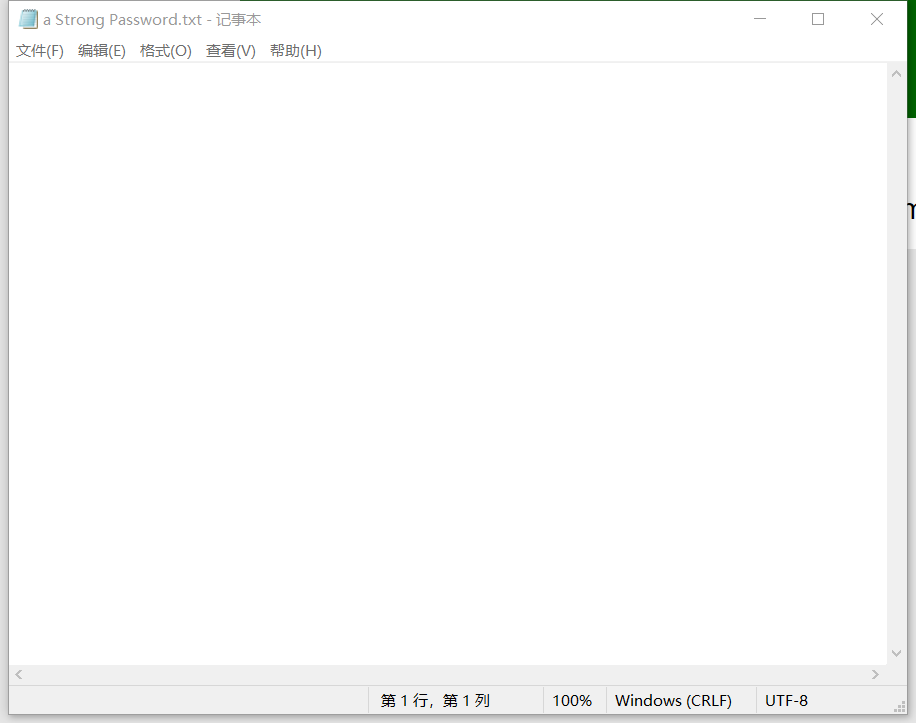 a Strong Password.txt - 记事本
文件(F) 编辑(E) 格式(O) 查看(V) 帮助(H)
第 1 行，第 1 列 100% Windows (CRLF) UTF-8